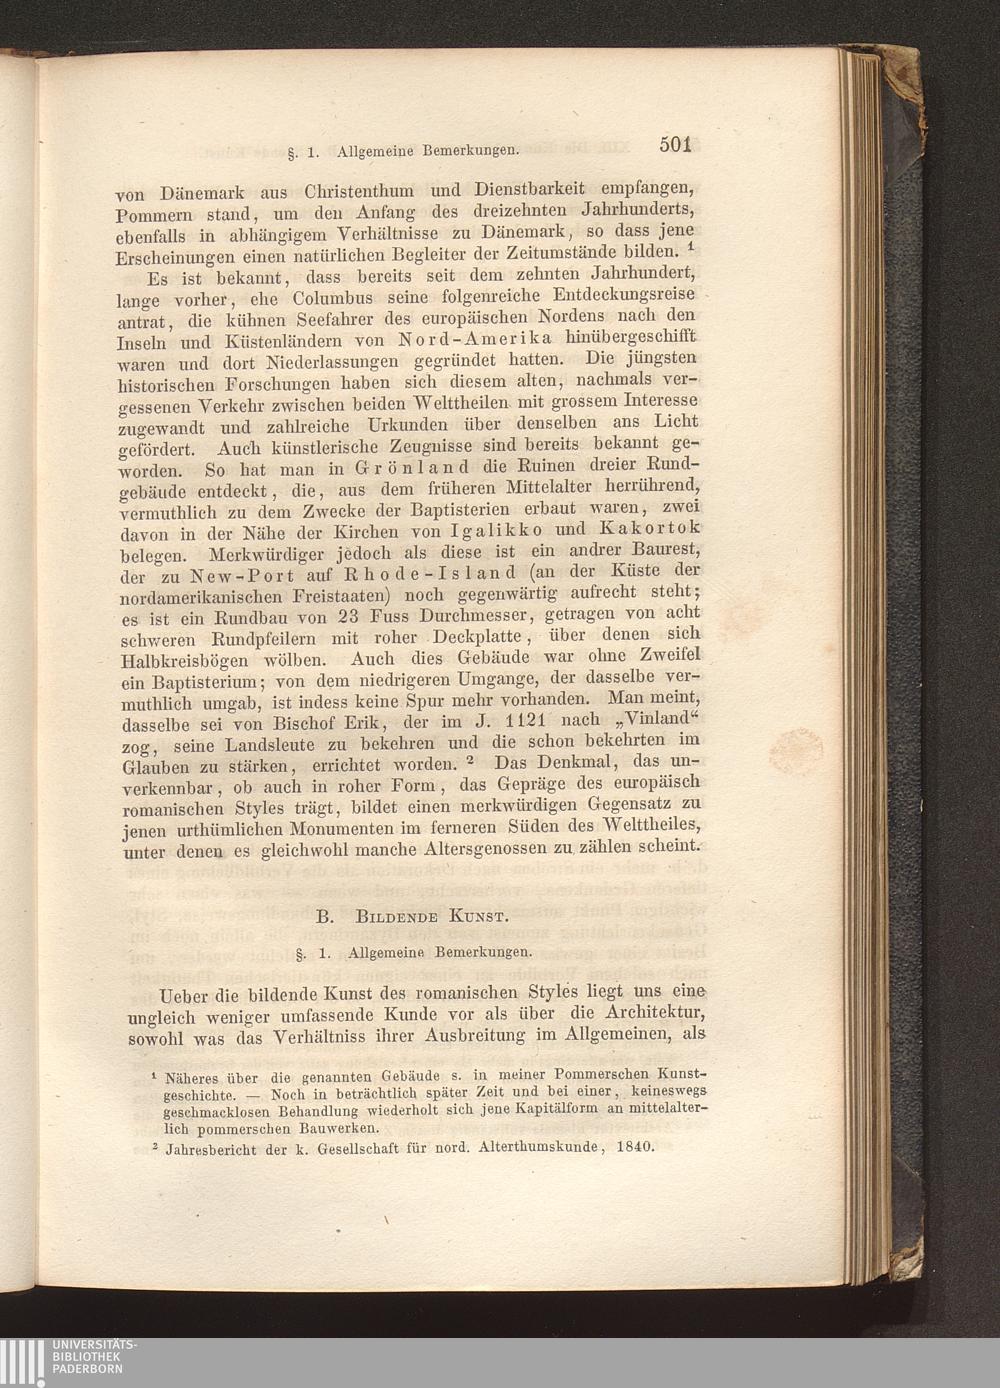 §. 1. Allgemeine Bemerkungen. 501
von Dänemark aus Christenthum und Dienstbarkeit empfangen,
Pommern stand, um den Anfang des dreizehnten Jahrhunderts,
ebenfalls in abhängigem Verhältnisse zu Dänemark, so dass jene
Erscheinungen einen natürlichen Begleiter der Zeitumstände bilden. ¹
Es ist bekannt, dass bereits seit dem zehnten Jahrhundert,
lange vorher, ehe Columbus seine folgenreiche Entdeckungsreise
antrat, die kühnen Seefahrer des europäischen Nordens nach den
Inseln und Küstenländern von Nord-Amerika hinübergeschifft
waren und dort Niederlassungen gegründet hatten. Die jüngsten
historischen Forschungen haben sich diesem alten, nachmals ver-
gessenen Verkehr zwischen beiden Welttheilen mit grossem Interesse
zugewandt und zahlreiche Urkunden über denselben ans Licht
gefördert. Auch künstlerische Zeugnisse sind bereits bekannt ge-
worden. So hat man in Grönland die Ruinen dreier Rund-
gebäude entdeckt, die, aus dem früheren Mittelalter herrührend,
vermuthlich zu dem Zwecke der Baptisterien erbaut waren, zwei
davon in der Nähe der Kirchen von Igalikko und Kakortok
belegen. Merkwürdiger jedoch als diese ist ein andrer Baurest,
der zu New-Port auf Rhode-Island (an der Küste der
nordamerikanischen Freistaaten) noch gegenwärtig aufrecht steht;
es ist ein Rundbau von 23 Fuss Durchmesser, getragen von acht
schweren Rundpfeilern mit roher Deckplatte, über denen sich
Halbkreisbögen wölben. Auch dies Gebäude war ohne Zweifel
ein Baptisterium; von dem niedrigeren Umgange, der dasselbe ver-
muthlich umgab, ist indess keine Spur mehr vorhanden. Man meint,
dasselbe sei von Bischof Erik, der im J. 1121 nach „Vinland“
zog, seine Landsleute zu bekehren und die schon bekehrten im
Glauben zu stärken, errichtet worden. ² Das Denkmal, das un-
verkennbar, ob auch in roher Form, das Gepräge des europäisch
romanischen Styles trägt, bildet einen merkwürdigen Gegensatz zu
jenen urthümlichen Monumenten im ferneren Süden des Welttheiles,
unter denen es gleichwohl manche Altersgenossen zu zählen scheint.
B. BILDENDE KUNST.
§. 1. Allgemeine Bemerkungen.
Ueber die bildende Kunst des romanischen Styles liegt uns eine
ungleich weniger umfassende Kunde vor als über die Architektur,
sowohl was das Verhältniss ihrer Ausbreitung im Allgemeinen, als
¹ Näheres über die genannten Gebäude s. in meiner Pommerschen Kunst-
geschichte. — Noch in beträchtlich später Zeit und bei einer, keineswegs
geschmacklosen Behandlung wiederholt sich jene Kapitälform an mittelalter-
lich pommerschen Bauwerken.
² Jahresbericht der k. Gesellschaft für nord. Alterthumskunde, 1840.
UNIVERSITÄTS-
BIBLIOTHEK
PADERBORN